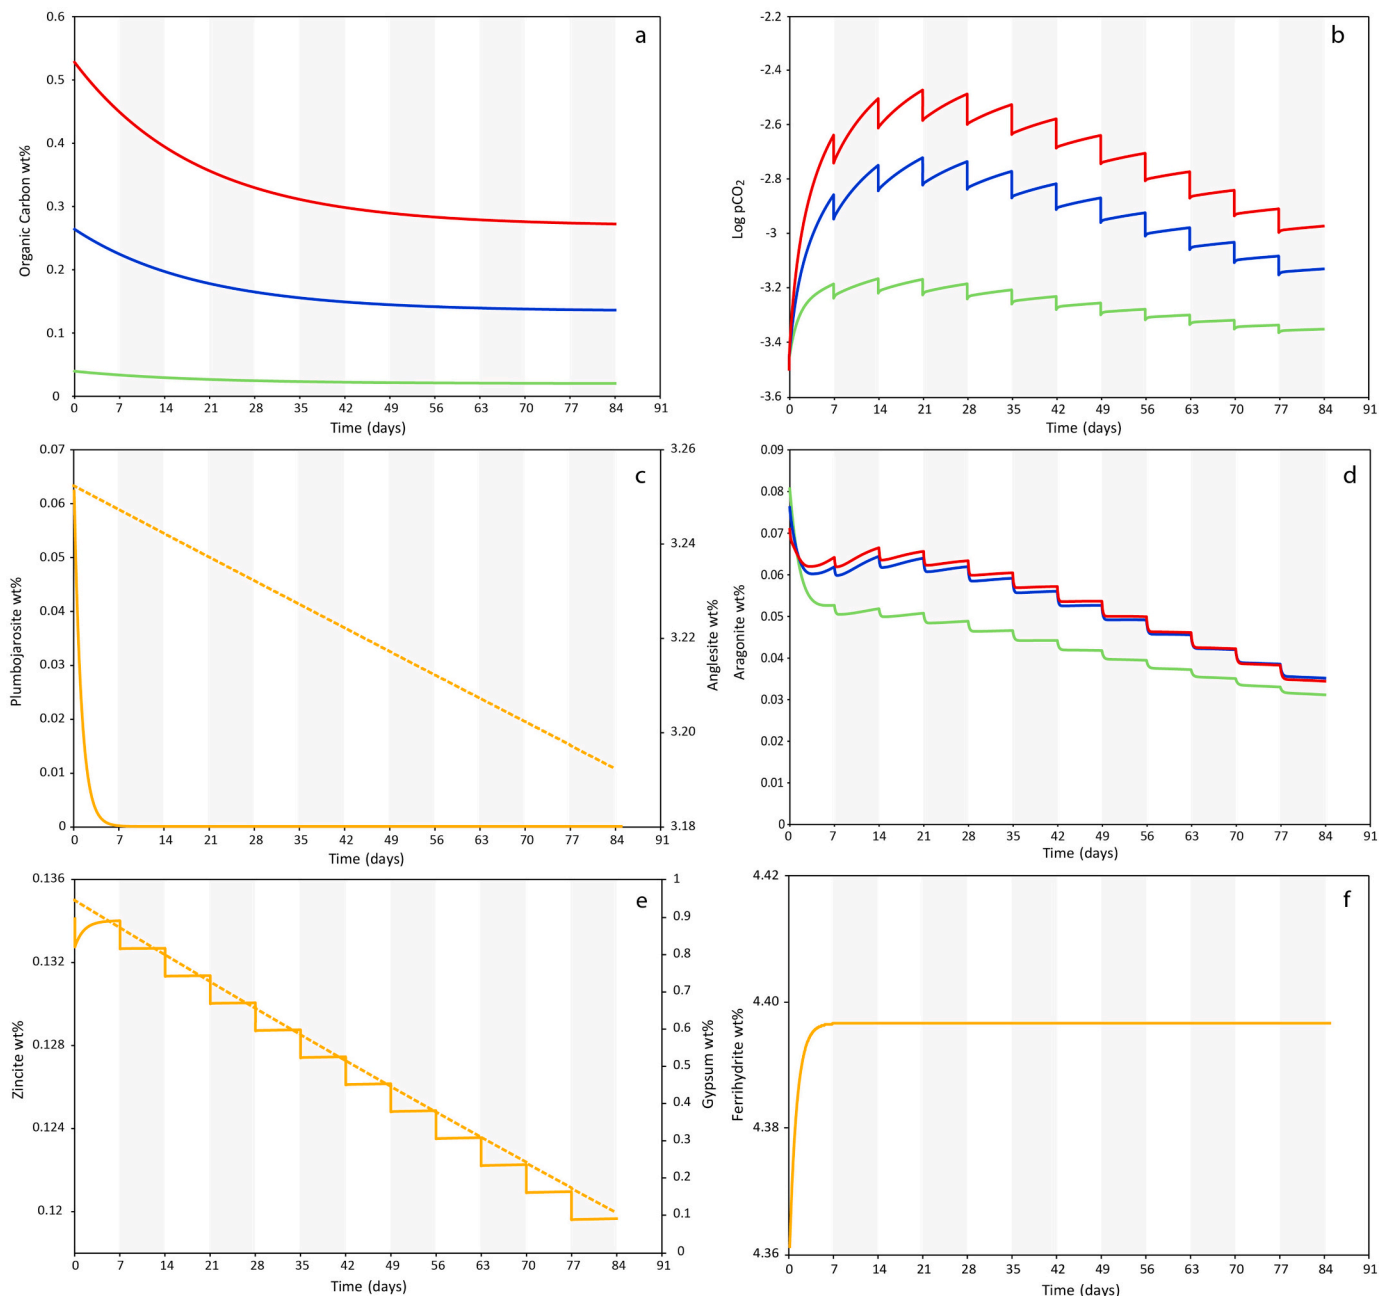 a
0.6
0.5
0.4
0.3
0.2
0.1
0
Organic Carbon wt%
0 7 14 21 28 35 42 49 56 63 70 77 84 91
Time (days)
b
-2.2
-2.4
-2.6
-2.8
-3
-3.2
-3.4
-3.6
Log pCO2
0 7 14 21 28 35 42 49 56 63 70 77 84 91
Time (days)
c
0.07
0.06
0.05
0.04
0.03
0.02
0.01
0
Plumbojarosite wt%
3.26
3.24
3.22
3.20
3.18
Anglesite wt%
0 7 14 21 28 35 42 49 56 63 70 77 84 91
Time (days)
d
0.09
0.08
0.07
0.06
0.05
0.04
0.03
0.02
0.01
0
Aragonite wt%
0 7 14 21 28 35 42 49 56 63 70 77 84 91
Time (days)
e
0.136
0.132
0.128
0.124
0.12
Zincite wt%
1
0.9
0.8
0.7
0.6
0.5
0.4
0.3
0.2
0.1
0
Gypsum wt%
0 7 14 21 28 35 42 49 56 63 70 77 84 91
Time (days)
f
4.42
4.40
4.38
4.36
Ferrihydrite wt%
0 7 14 21 28 35 42 49 56 63 70 77 84 91
Time (days)